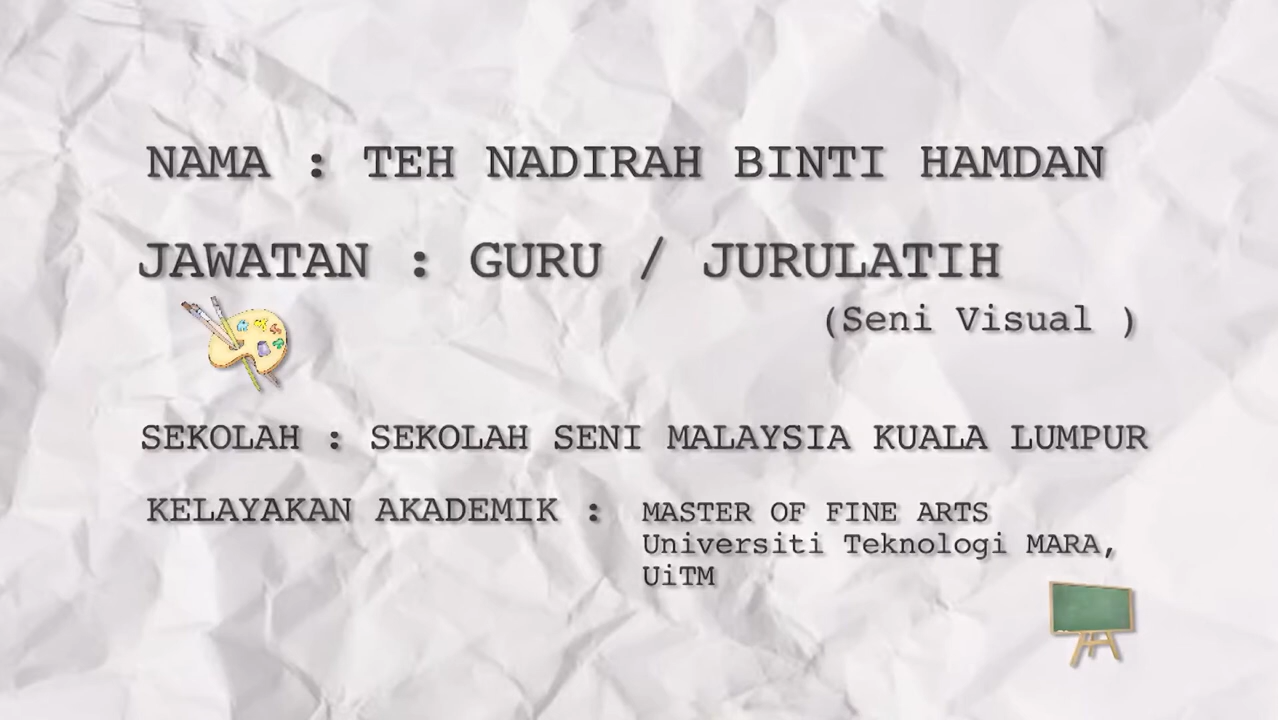 NAMA : TEH NADIRAH BINTI HAMDAN
JAWATAN : GURU / JURULATIH
(Seni Visual )
SEKOLAH : SEKOLAH SENI MALAYSIA KUALA LUMPUR
KELAYAKAN AKADEMIK : MASTER OF FINE ARTS
Universiti Teknologi MARA,
UiTM